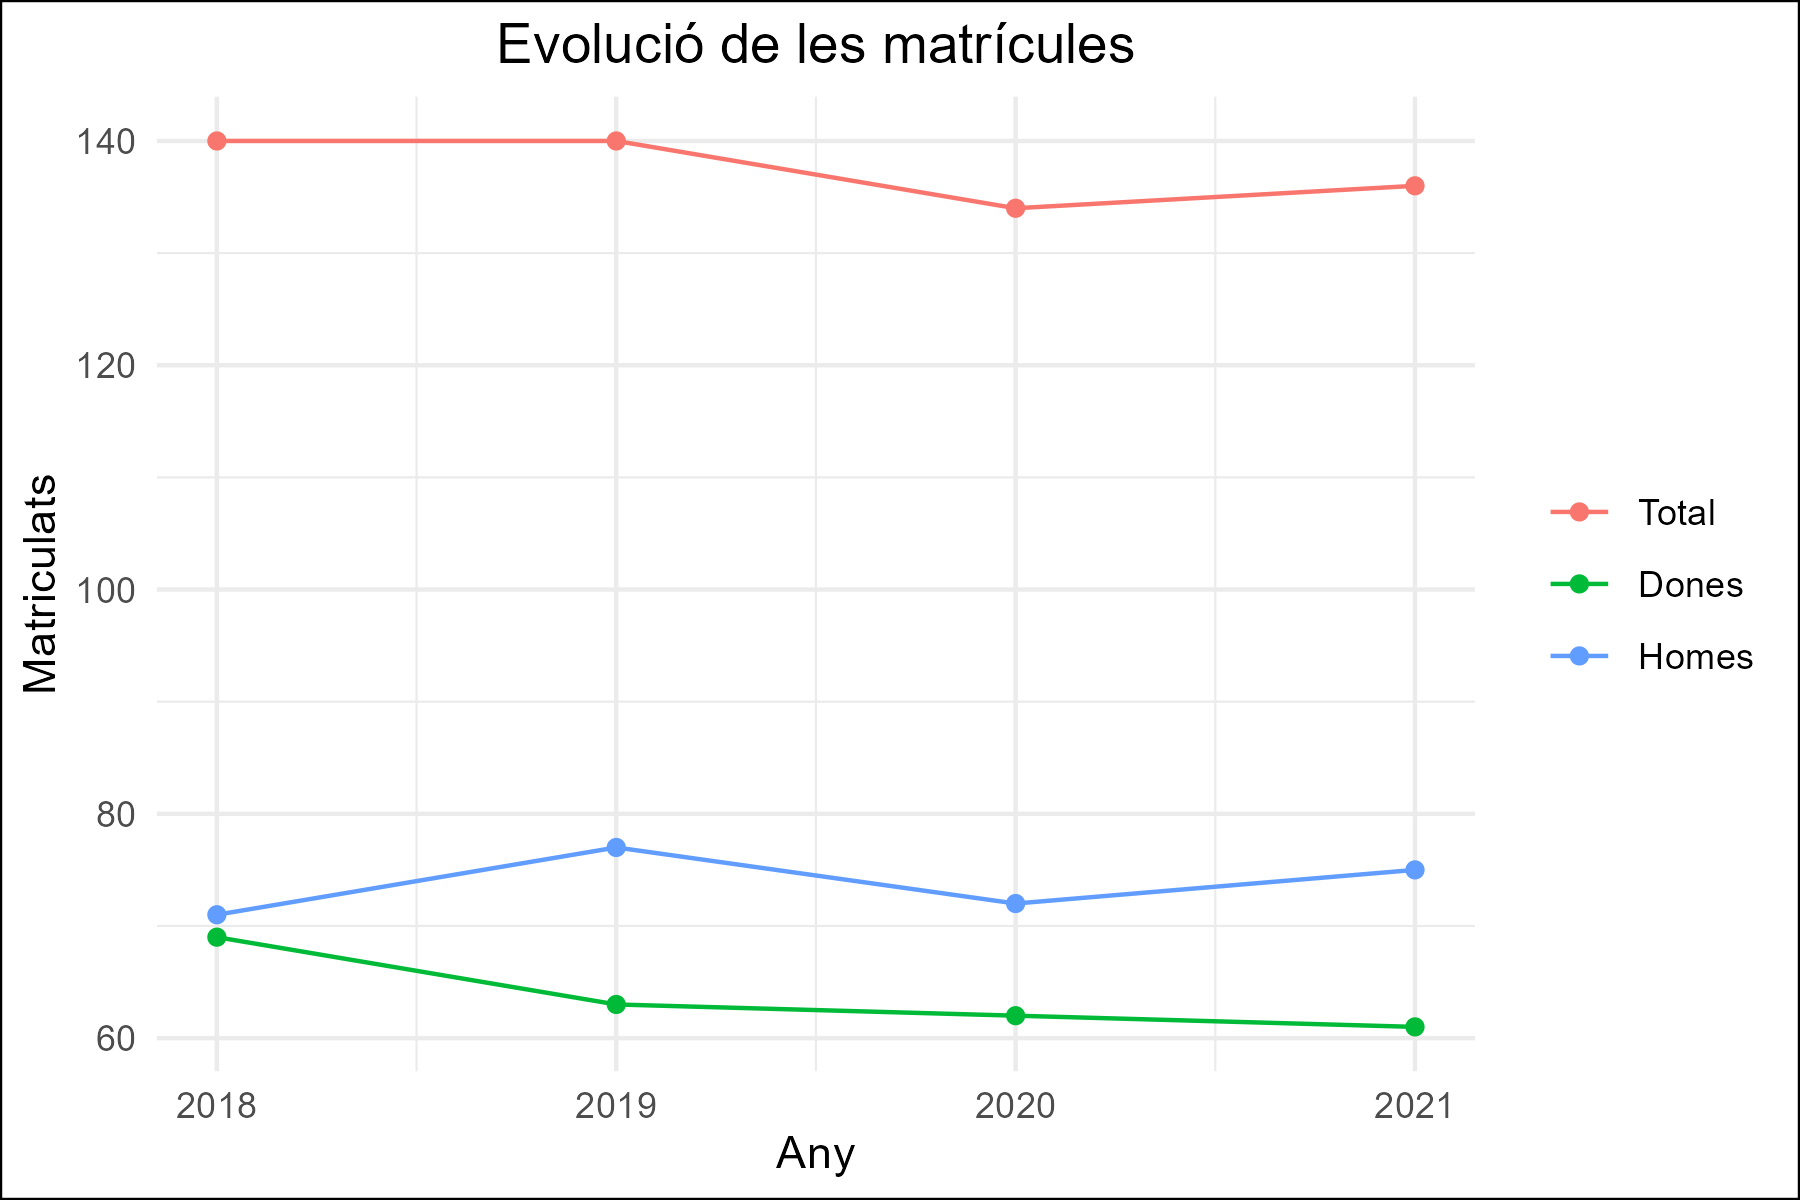 Evolució de les matrícules
140
120
100
80
60
Matriculats
2018 2019 2020 2021
Any
Total
Dones
Homes